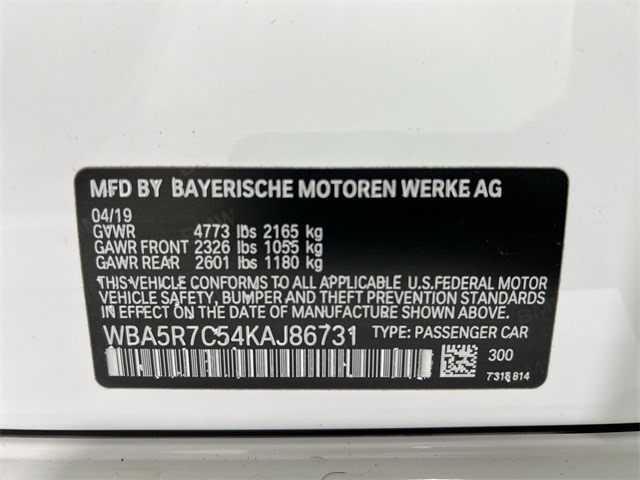 MFD BY BAYERISCHE MOTOREN WERKE AG
04/19
GVWR 4773 lbs 2165 kg
GAWR FRONT 2326 lbs 1055 kg
GAWR REAR 2601 lbs 1180 kg
THIS VEHICLE CONFORMS TO ALL APPLICABLE U.S.FEDERAL MOTOR
VEHICLE SAFETY, BUMPER AND THEFT PREVENTION STANDARDS
IN EFFECT ON THE DATE OF MANUFACTURE SHOWN ABOVE.
WBA5R7C54KAJ86731 TYPE: PASSENGER CAR
300
7316814